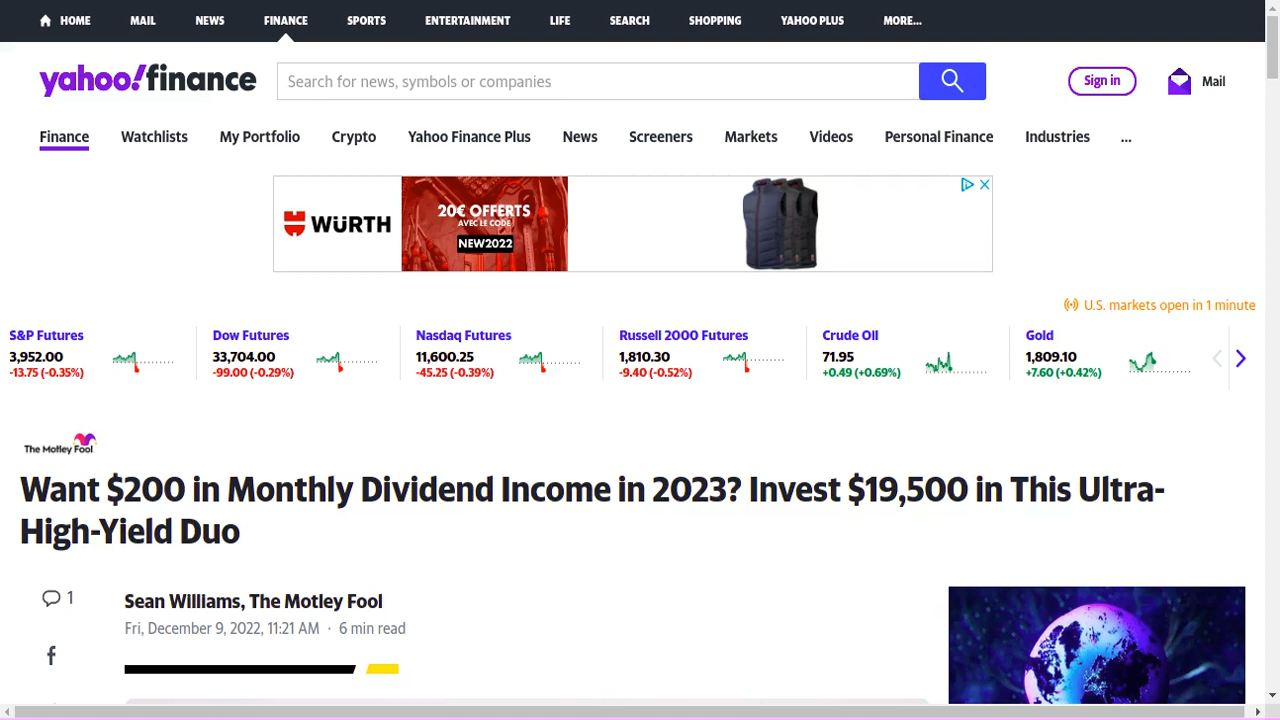 HOME MAIL NEWS FINANCE SPORTS ENTERTAINMENT LIFE SEARCH SHOPPING YAHOO PLUS MORE...
yahoo!finance
Search for news, symbols or companies
Sign in
Mail
Finance Watchlists My Portfolio Crypto Yahoo Finance Plus News Screeners Markets Videos Personal Finance Industries ...
WÜRTH
20€ OFFERTS
AVEC LE CODE
NEW2022
U.S. markets open in 1 minute
S&P Futures
3,952.00
-13.75 (-0.35%)
Dow Futures
33,704.00
-99.00 (-0.29%)
Nasdaq Futures
11,600.25
-45.25 (-0.39%)
Russell 2000 Futures
1,810.30
-9.40 (-0.52%)
Crude Oil
71.95
+0.49 (+0.69%)
Gold
1,809.10
+7.60 (+0.42%)
The Motley Fool
Want $200 in Monthly Dividend Income in 2023? Invest $19,500 in This Ultra-
High-Yield Duo
1
Sean Williams, The Motley Fool
Fri, December 9, 2022, 11:21 AM · 6 min read